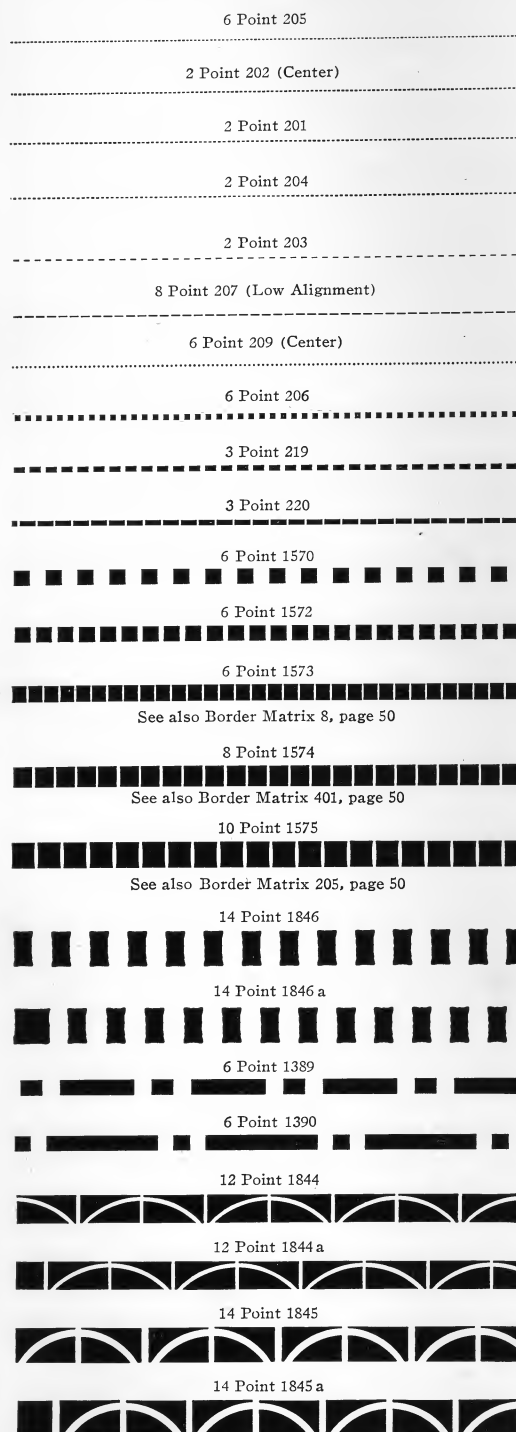 6 Point 205
2 Point 202 (Center)
2 Point 201
2 Point 204
2 Point 203
8 Point 207 (Low Alignment)
6 Point 209 (Center)
6 Point 206
3 Point 219
3 Point 220
6 Point 1570
6 Point 1572
6 Point 1573
See also Border Matrix 8, page 50
8 Point 1574
See also Border Matrix 401, page 50
10 Point 1575
See also Border Matrix 205, page 50
14 Point 1846
14 Point 1846 a
6 Point 1389
6 Point 1390
12 Point 1844
12 Point 1844 a
14 Point 1845
14 Point 1845 a